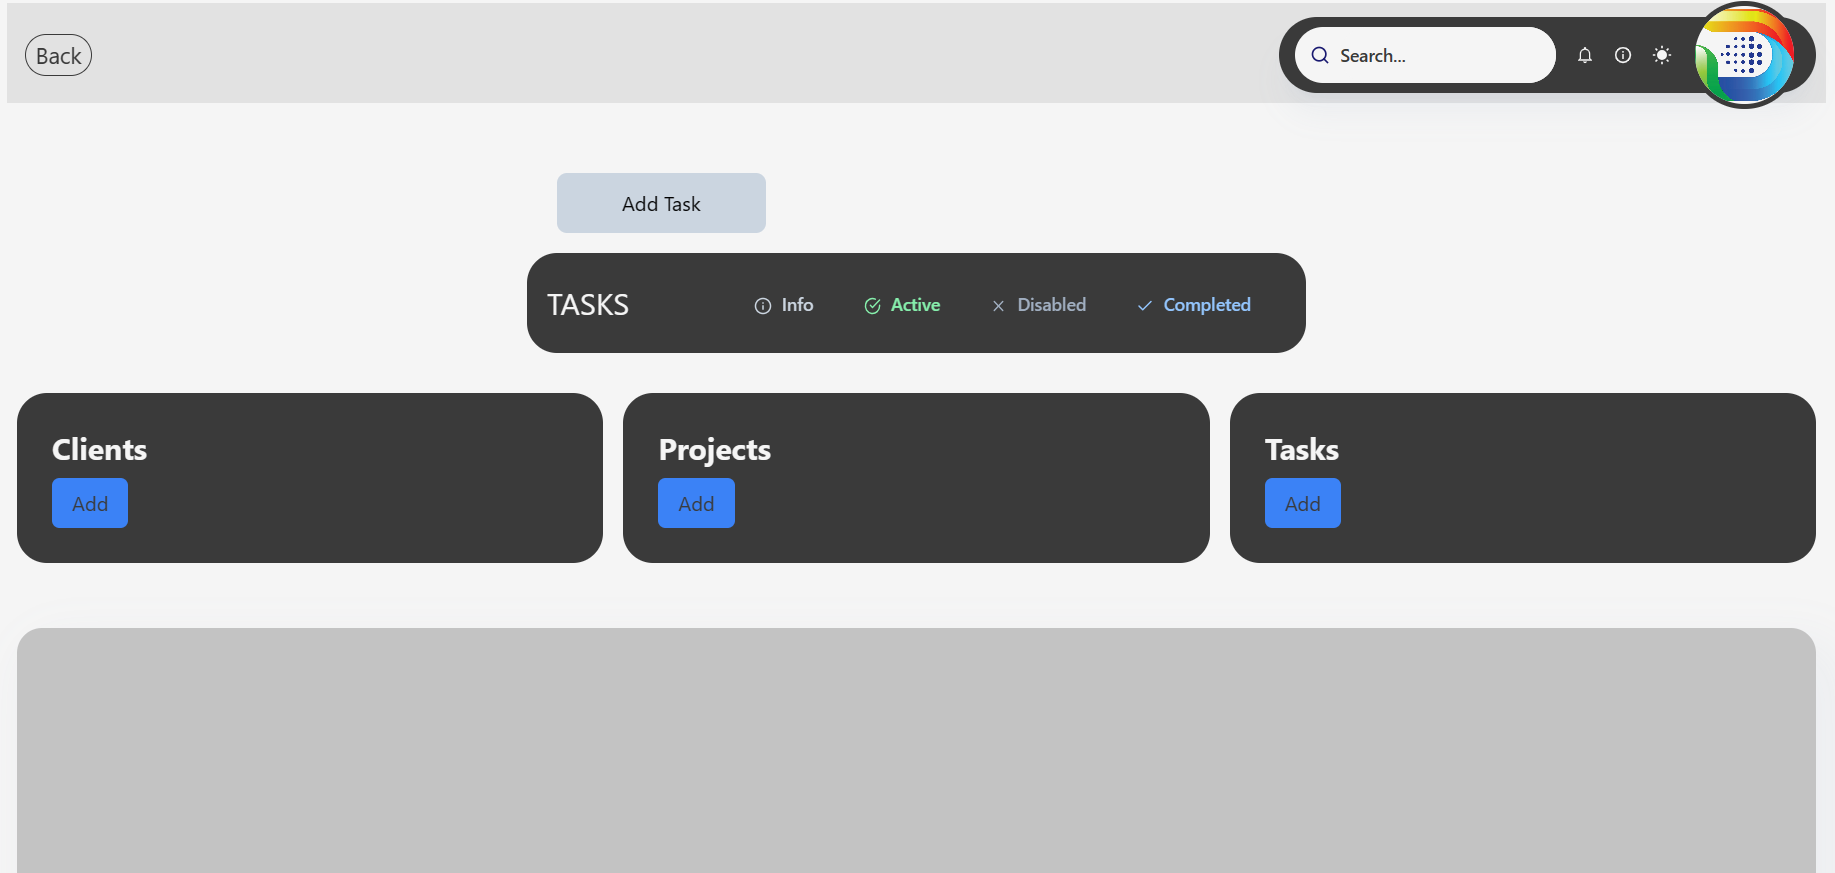 Back
Search...
Add Task
TASKS Info Active Disabled Completed
Clients
Add
Projects
Add
Tasks
Add